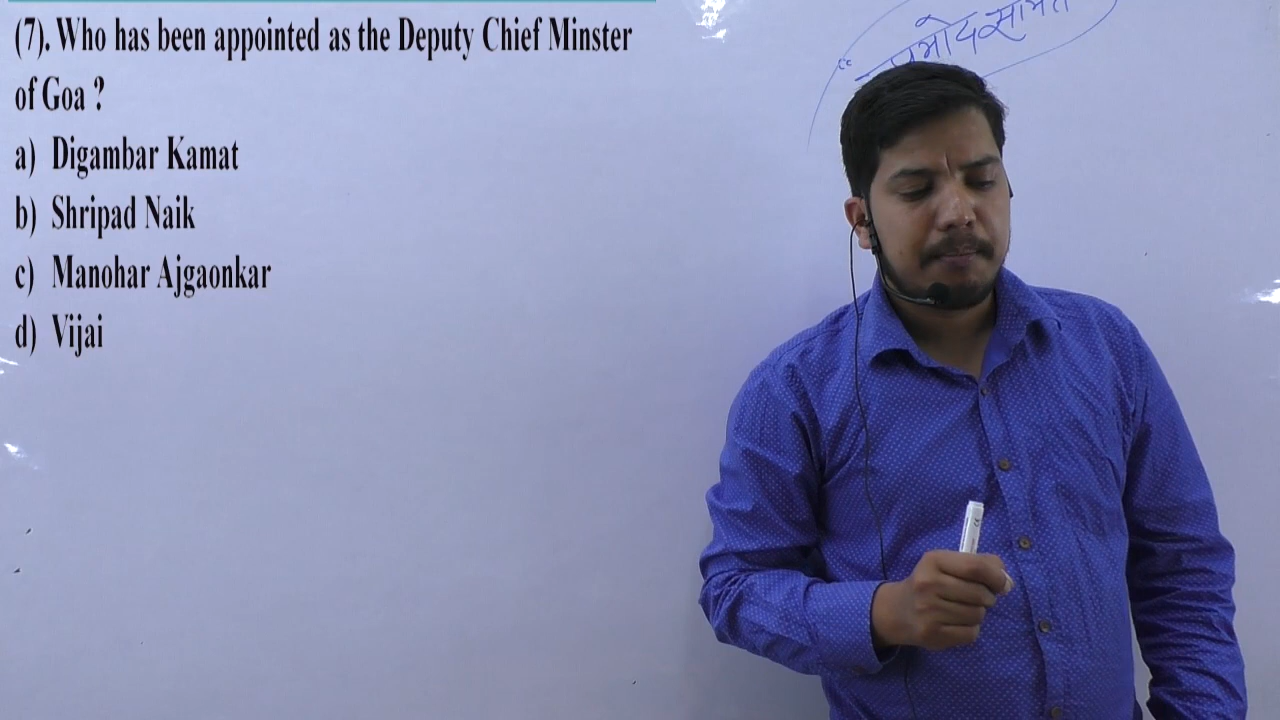 (7). Who has been appointed as the Deputy Chief Minster
of Goa ?
a) Digambar Kamat
b) Shripad Naik
c) Manohar Ajgaonkar
d) Vijai
प्रमोद सावंत